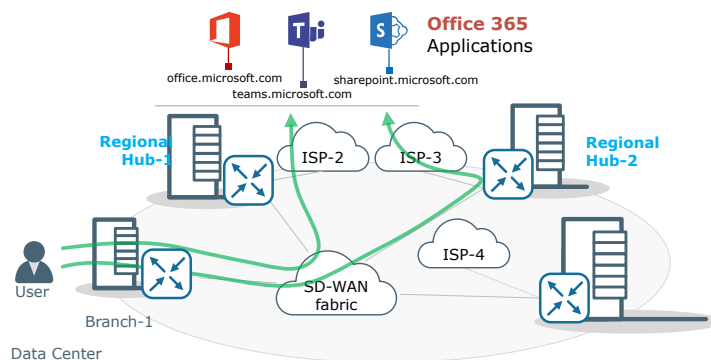 Office 365
Applications
office.microsoft.com
teams.microsoft.com
sharepoint.microsoft.com
Regional
Hub-1
ISP-2
ISP-3
Regional
Hub-2
ISP-4
SD-WAN
fabric
User
Branch-1
Data Center